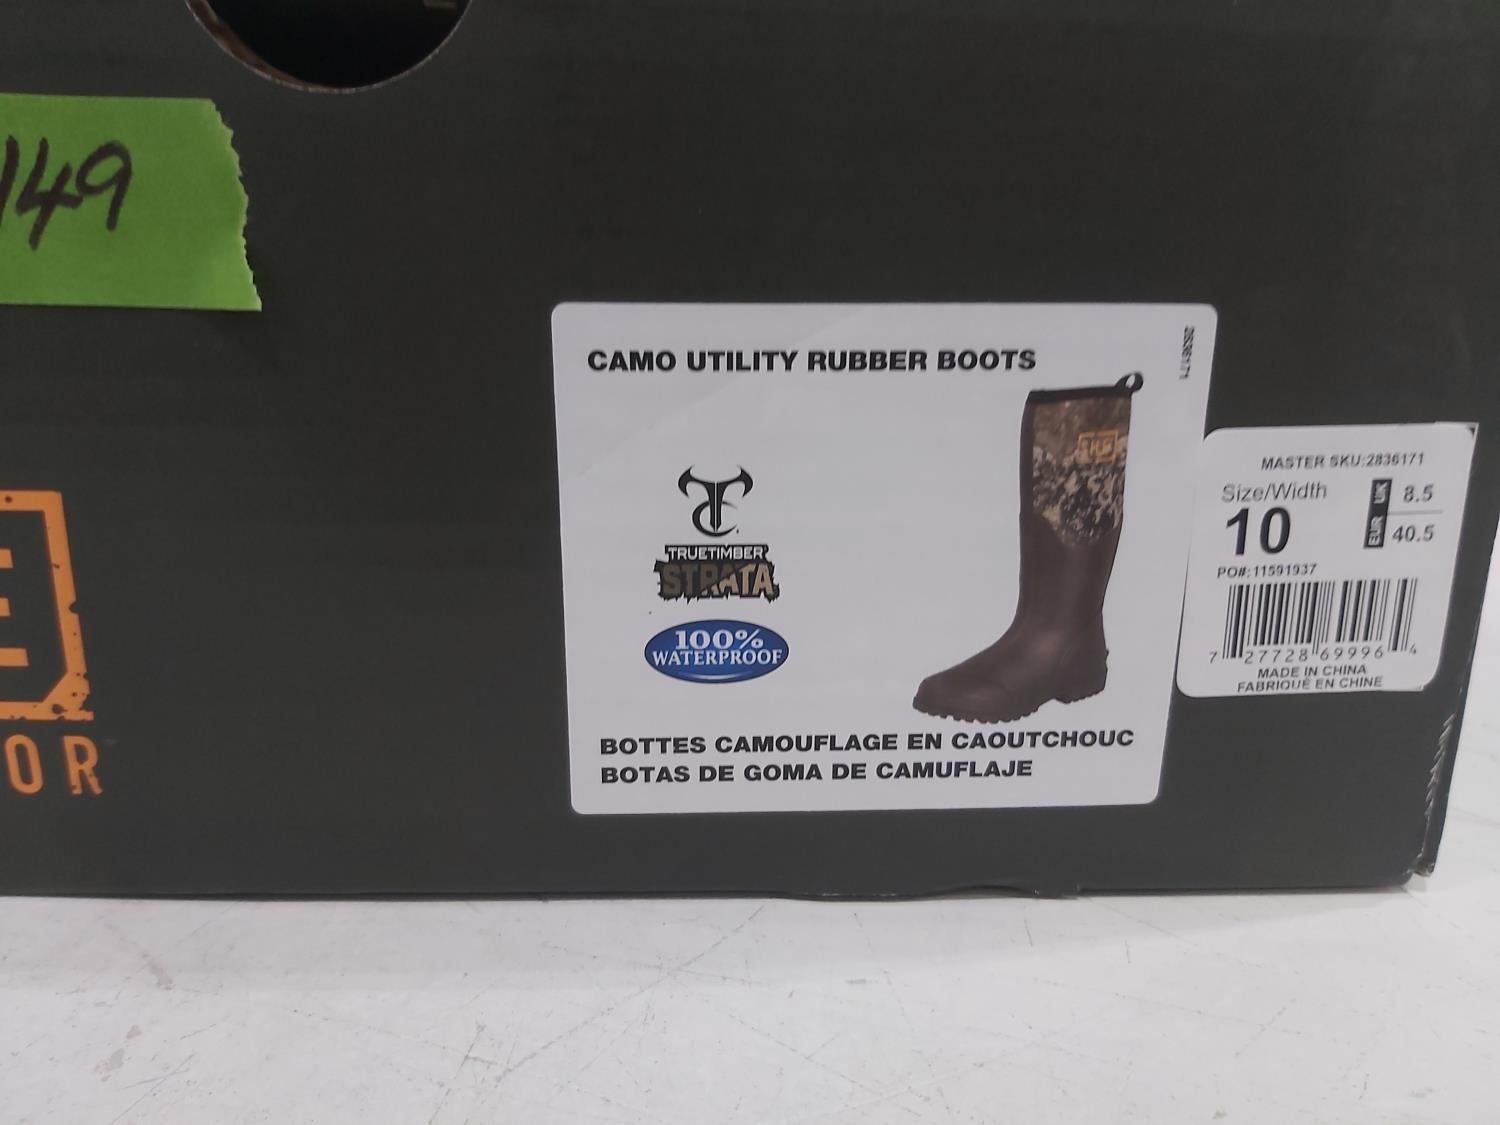 149
E
OR
CAMO UTILITY RUBBER BOOTS
2836171
TRUETIMBER
STRATA
100%
WATERPROOF
BOTTES CAMOUFLAGE EN CAOUTCHOUC
BOTAS DE GOMA DE CAMUFLAJE
MASTER SKU:2836171
Size/Width
10
UK 8.5
EUR 40.5
PO#:11591937
7 27728 69996 4
MADE IN CHINA
FABRIQUÉ EN CHINE